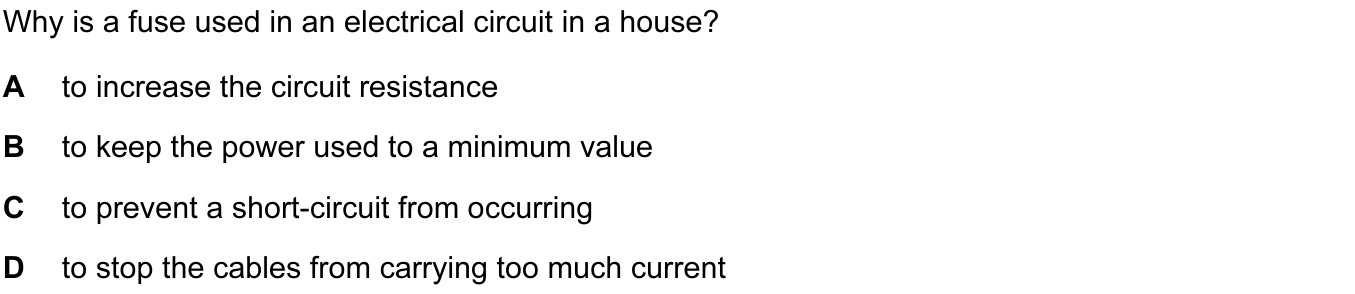 Why is a fuse used in an electrical circuit in a house?
A to increase the circuit resistance
B to keep the power used to a minimum value
C to prevent a short-circuit from occurring
D to stop the cables from carrying too much current